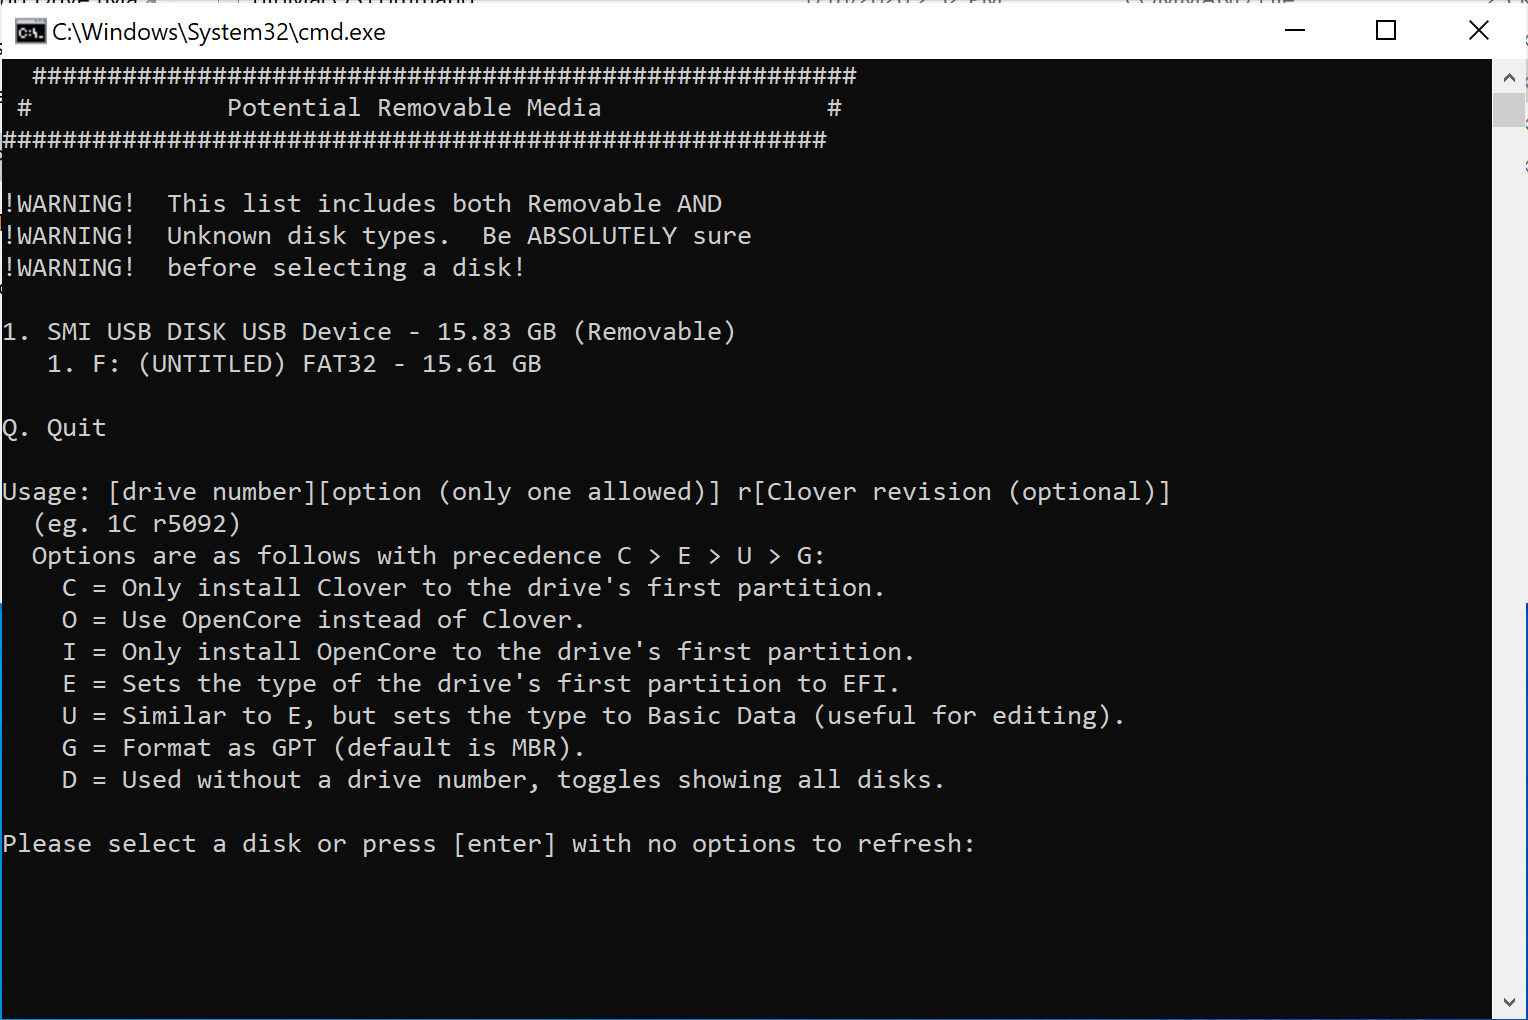 C:\Windows\System32\cmd.exe
#######################################################
# Potential Removable Media #
#######################################################
!WARNING! This list includes both Removable AND
!WARNING! Unknown disk types. Be ABSOLUTELY sure
!WARNING! before selecting a disk!
1. SMI USB DISK USB Device - 15.83 GB (Removable)
1. F: (UNTITLED) FAT32 - 15.61 GB
Q. Quit
Usage: [drive number][option (only one allowed)] r[Clover revision (optional)]
(eg. 1C r5092)
Options are as follows with precedence C > E > U > G:
C = Only install Clover to the drive's first partition.
O = Use OpenCore instead of Clover.
I = Only install OpenCore to the drive's first partition.
E = Sets the type of the drive's first partition to EFI.
U = Similar to E, but sets the type to Basic Data (useful for editing).
G = Format as GPT (default is MBR).
D = Used without a drive number, toggles showing all disks.
Please select a disk or press [enter] with no options to refresh: